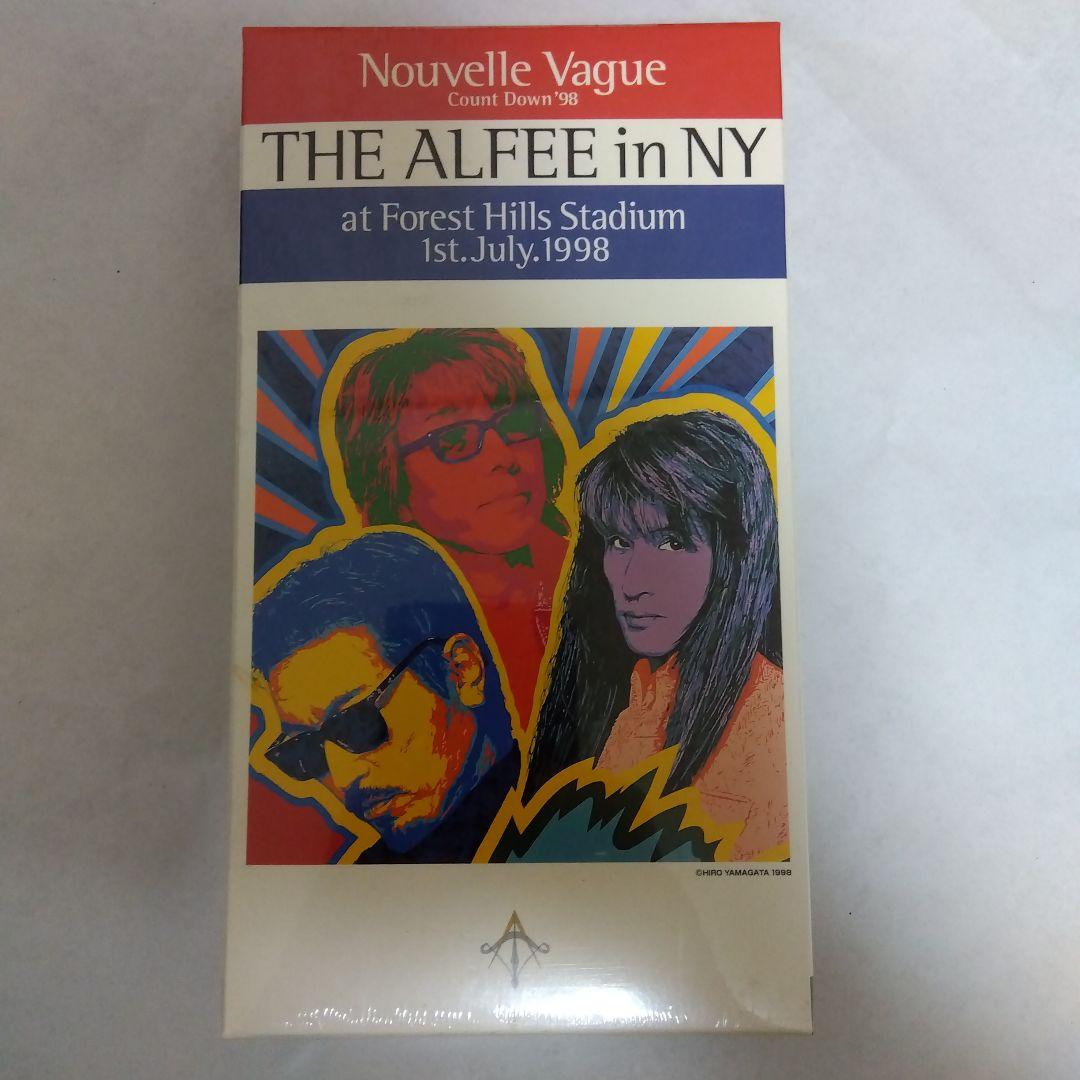 Nouvelle Vague
Count Down '98
THE ALFEE in NY
at Forest Hills Stadium
1st.July.1998
©HIRO YAMAGATA 1998